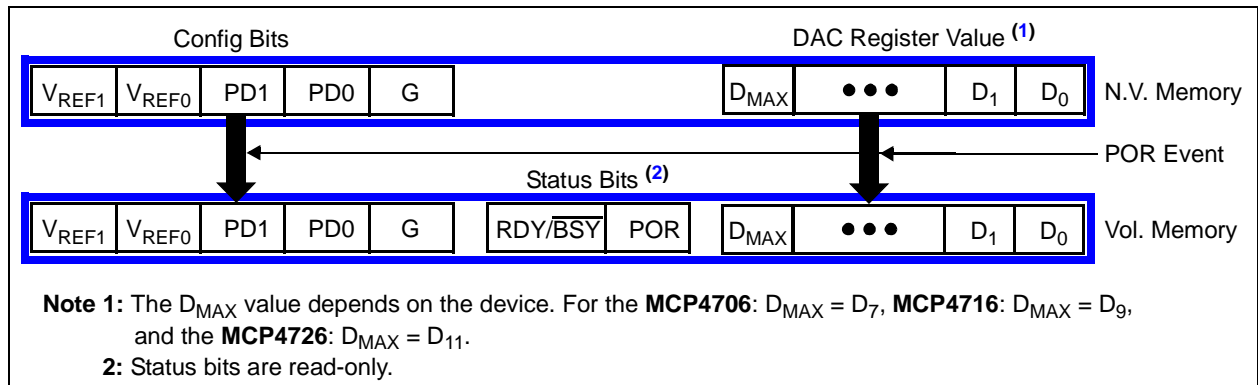 Config Bits DAC Register Value (1)
VREF1 VREF0 PD1 PD0 G DMAX ●●● D1 D0 N.V. Memory
POR Event
Status Bits (2)
VREF1 VREF0 PD1 PD0 G RDY/BSY POR DMAX ●●● D1 D0 Vol. Memory
Note 1: The DMAX value depends on the device. For the MCP4706: DMAX = D7, MCP4716: DMAX = D9,
and the MCP4726: DMAX = D11.
2: Status bits are read-only.